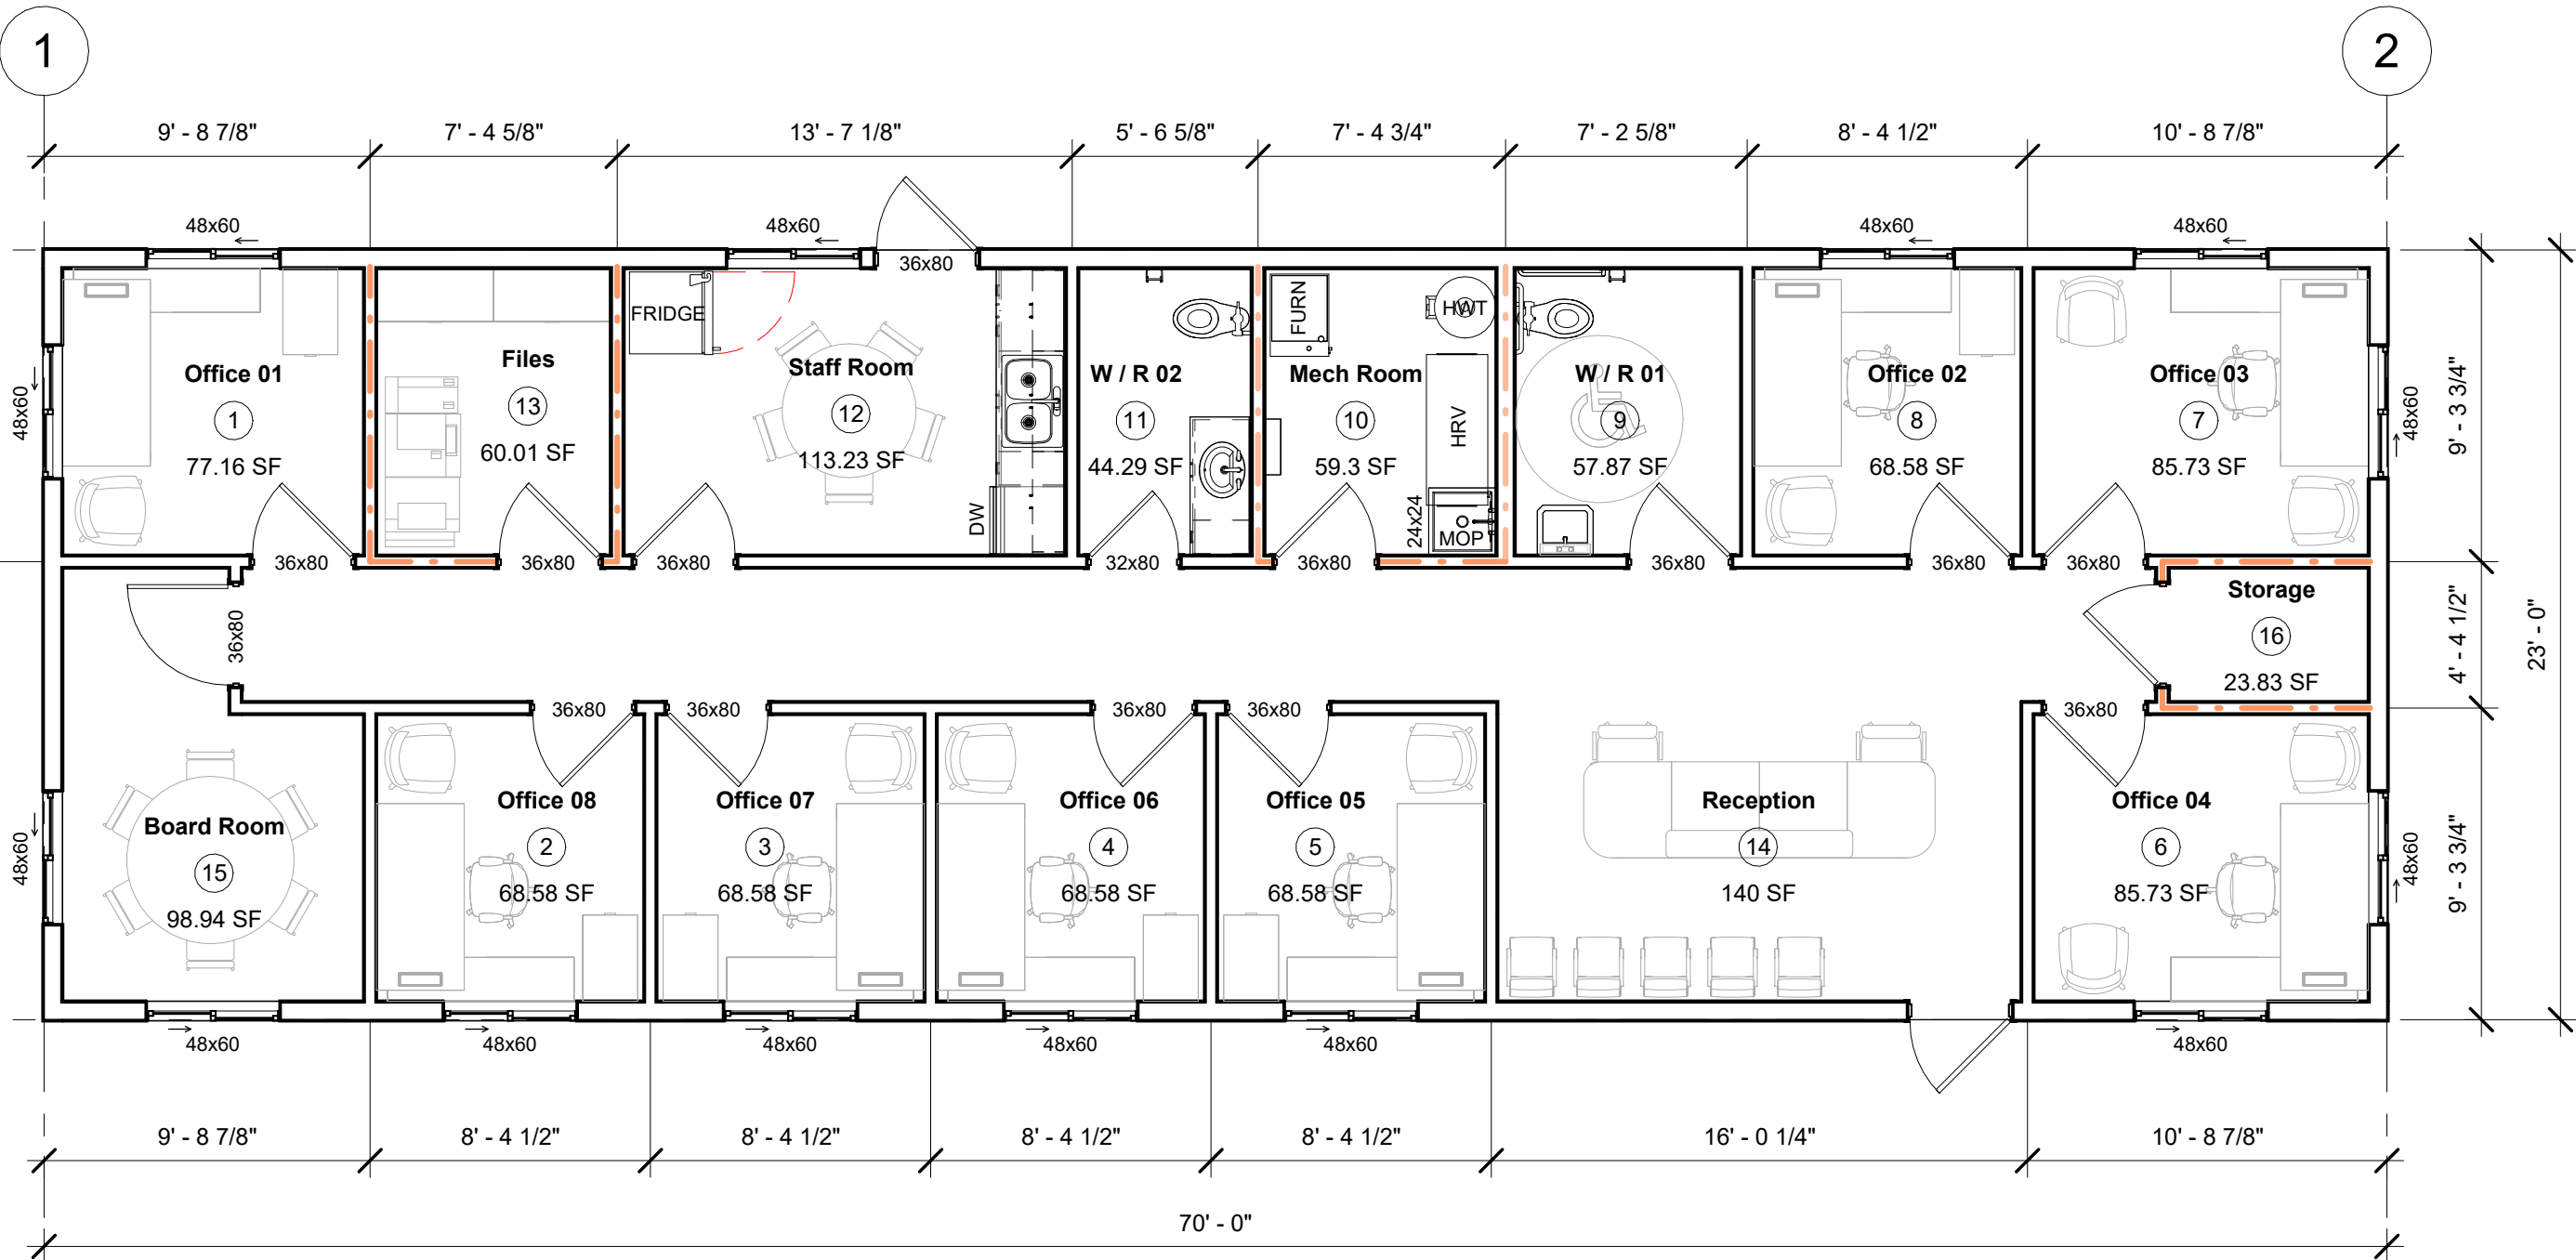 1
2
9' - 8 7/8"
7' - 4 5/8"
13' - 7 1/8"
5' - 6 5/8"
7' - 4 3/4"
7' - 2 5/8"
8' - 4 1/2"
10' - 8 7/8"
48x60
48x60
48x60
48x60
36x80
FRIDGE
FURN
HWT
48x60
Office 01
1
77.16 SF
Files
13
60.01 SF
Staff Room
12
113.23 SF
DW
W / R 02
11
44.29 SF
Mech Room
10
59.3 SF
HRV
24x24
MOP
W / R 01
9
57.87 SF
Office 02
8
68.58 SF
Office 03
7
85.73 SF
48x60
9' - 3 3/4"
36x80
36x80
36x80
32x80
36x80
36x80
36x80
36x80
36x80
Storage
16
23.83 SF
4' - 4 1/2"
23' - 0"
36x80
36x80
36x80
36x80
36x80
48x60
Board Room
15
98.94 SF
Office 08
2
68.58 SF
Office 07
3
68.58 SF
Office 06
4
68.58 SF
Office 05
5
68.58 SF
Reception
14
140 SF
Office 04
6
85.73 SF
48x60
9' - 3 3/4"
48x60
48x60
48x60
48x60
48x60
48x60
9' - 8 7/8"
8' - 4 1/2"
8' - 4 1/2"
8' - 4 1/2"
8' - 4 1/2"
16' - 0 1/4"
10' - 8 7/8"
70' - 0"